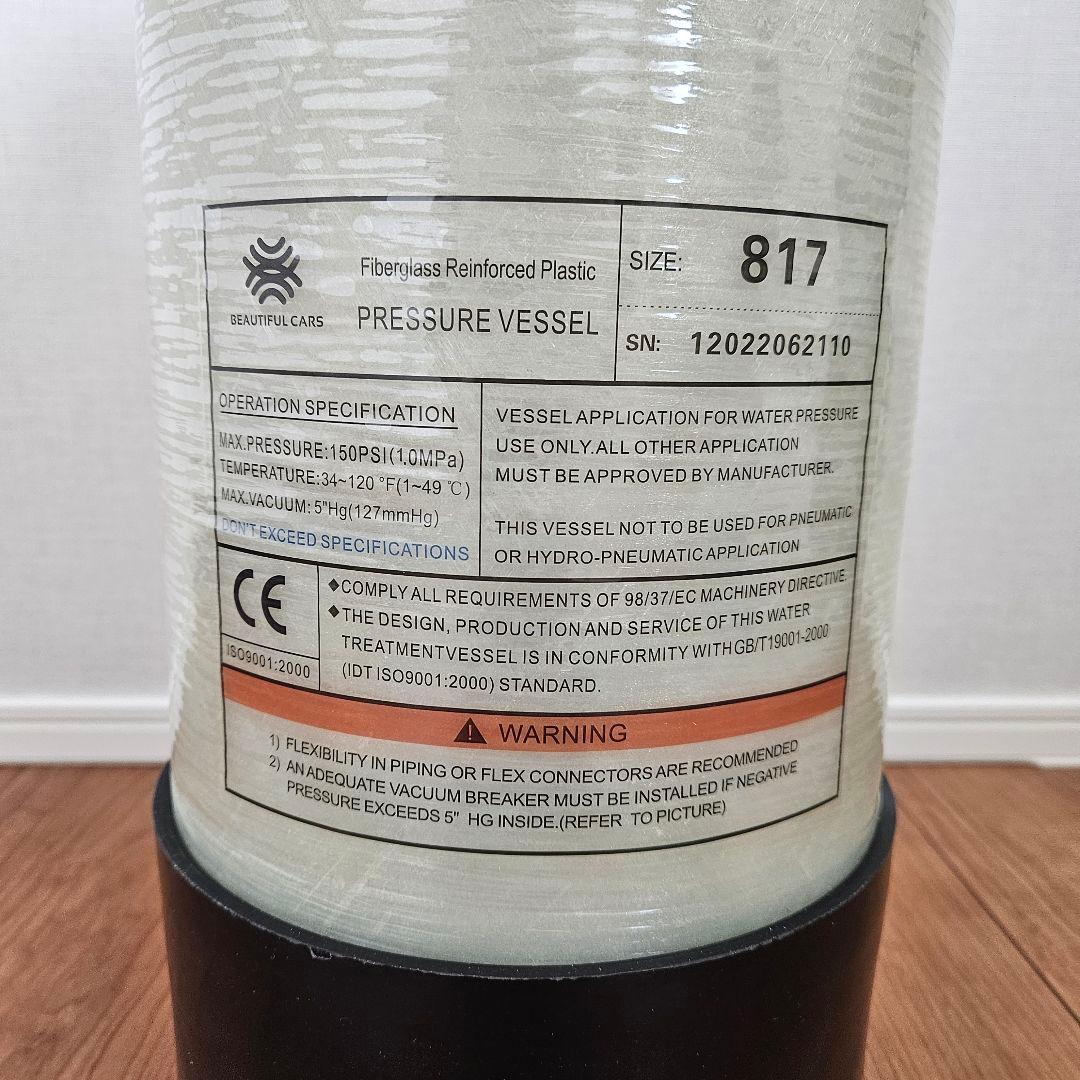 BEAUTIFUL CARS
Fiberglass Reinforced Plastic
PRESSURE VESSEL
SIZE: 817
SN: 12022062110
OPERATION SPECIFICATION
MAX.PRESSURE:150PSI(1.0MPa)
TEMPERATURE:34~120 °F(1~49 ℃)
MAX.VACUUM: 5"Hg(127mmHg)
DON'T EXCEED SPECIFICATIONS
VESSEL APPLICATION FOR WATER PRESSURE
USE ONLY.ALL OTHER APPLICATION
MUST BE APPROVED BY MANUFACTURER.
THIS VESSEL NOT TO BE USED FOR PNEUMATIC
OR HYDRO-PNEUMATIC APPLICATION
CE
ISO9001:2000
◆COMPLY ALL REQUIREMENTS OF 98/37/EC MACHINERY DIRECTIVE.
◆THE DESIGN, PRODUCTION AND SERVICE OF THIS WATER
TREATMENTVESSEL IS IN CONFORMITY WITH GB/T19001-2000
(IDT ISO9001:2000) STANDARD.
WARNING
1) FLEXIBILITY IN PIPING OR FLEX CONNECTORS ARE RECOMMENDED
2) AN ADEQUATE VACUUM BREAKER MUST BE INSTALLED IF NEGATIVE
PRESSURE EXCEEDS 5" HG INSIDE.(REFER TO PICTURE)